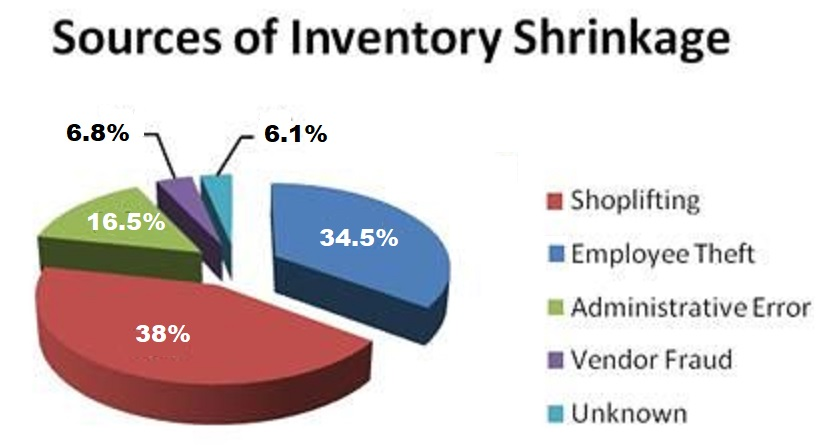 Sources of Inventory Shrinkage
6.8%
6.1%
16.5%
34.5%
38%
Shoplifting
Employee Theft
Administrative Error
Vendor Fraud
Unknown